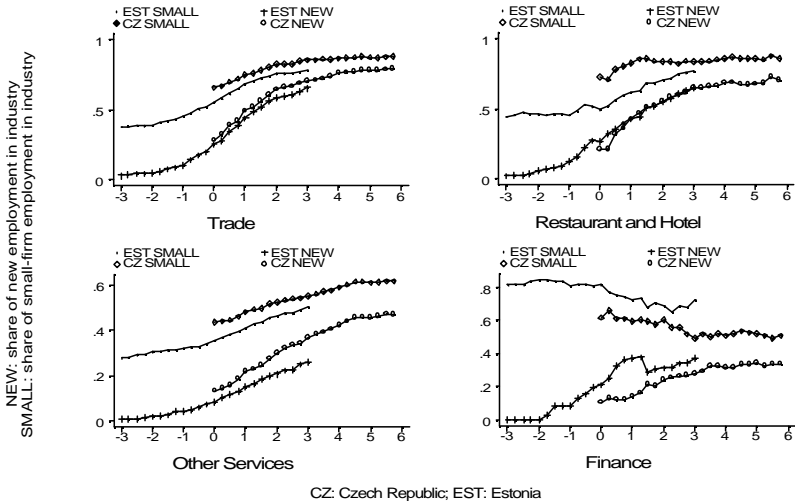 NEW: share of new employment in industry
SMALL: share of small-firm employment in industry
EST SMALL EST NEW
CZ SMALL CZ NEW
1
.5
0
-3 -2 -1 0 1 2 3 4 5 6
Trade
EST SMALL EST NEW
CZ SMALL CZ NEW
1
.5
0
-3 -2 -1 0 1 2 3 4 5 6
Restaurant and Hotel
EST SMALL EST NEW
CZ SMALL CZ NEW
.6
.4
.2
0
-3 -2 -1 0 1 2 3 4 5 6
Other Services
EST SMALL EST NEW
CZ SMALL CZ NEW
.8
.6
.4
.2
0
-3 -2 -1 0 1 2 3 4 5 6
Finance
CZ: Czech Republic; EST: Estonia